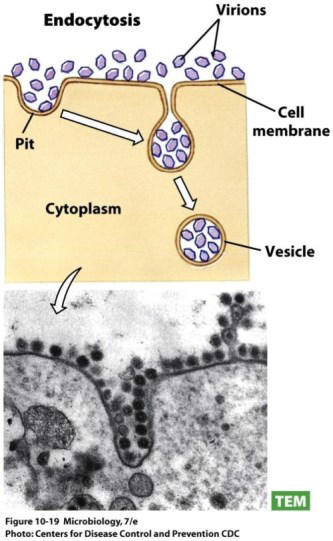 Endocytosis
Virions
Cell
membrane
Pit
Cytoplasm
Vesicle
TEM
Figure 10-19 Microbiology, 7/e
Photo: Centers for Disease Control and Prevention CDC